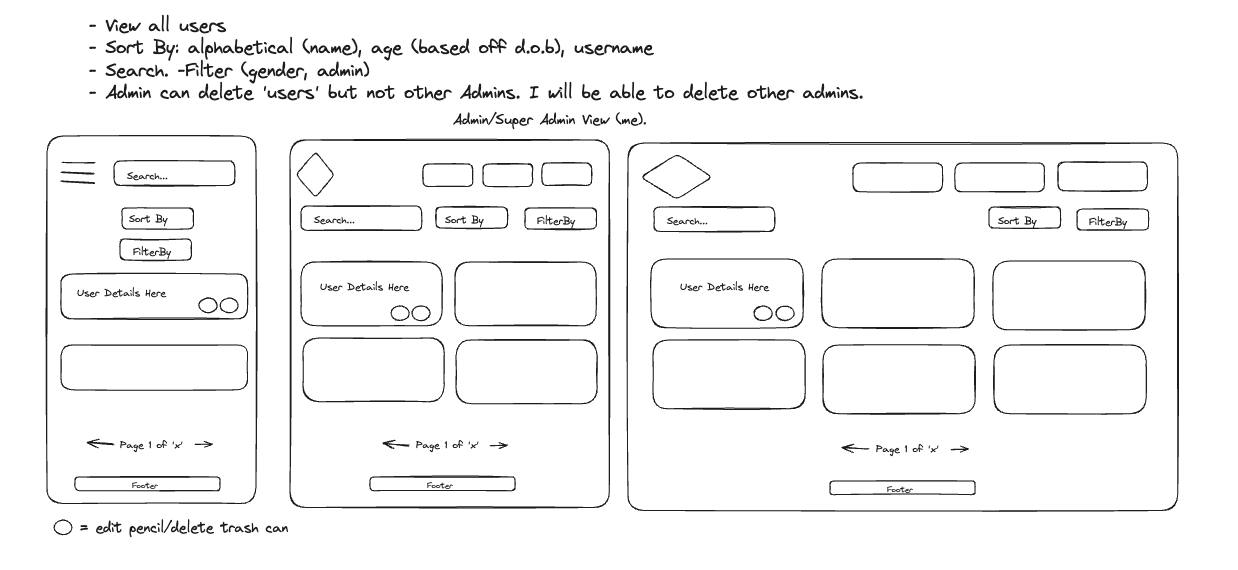 - View all users
- Sort By: alphabetical (name), age (based off d.o.b), username
- Search. -Filter (gender, admin)
- Admin can delete 'users' but not other Admins. I will be able to delete other admins.
Admin/Super Admin View (me).
Search...
Sort By
FilterBy
User Details Here
Page 1 of 'x'
Footer
Search...
Sort By
FilterBy
User Details Here
Page 1 of 'x'
Footer
Search...
Sort By
FilterBy
User Details Here
Page 1 of 'x'
Footer
= edit pencil/delete trash can